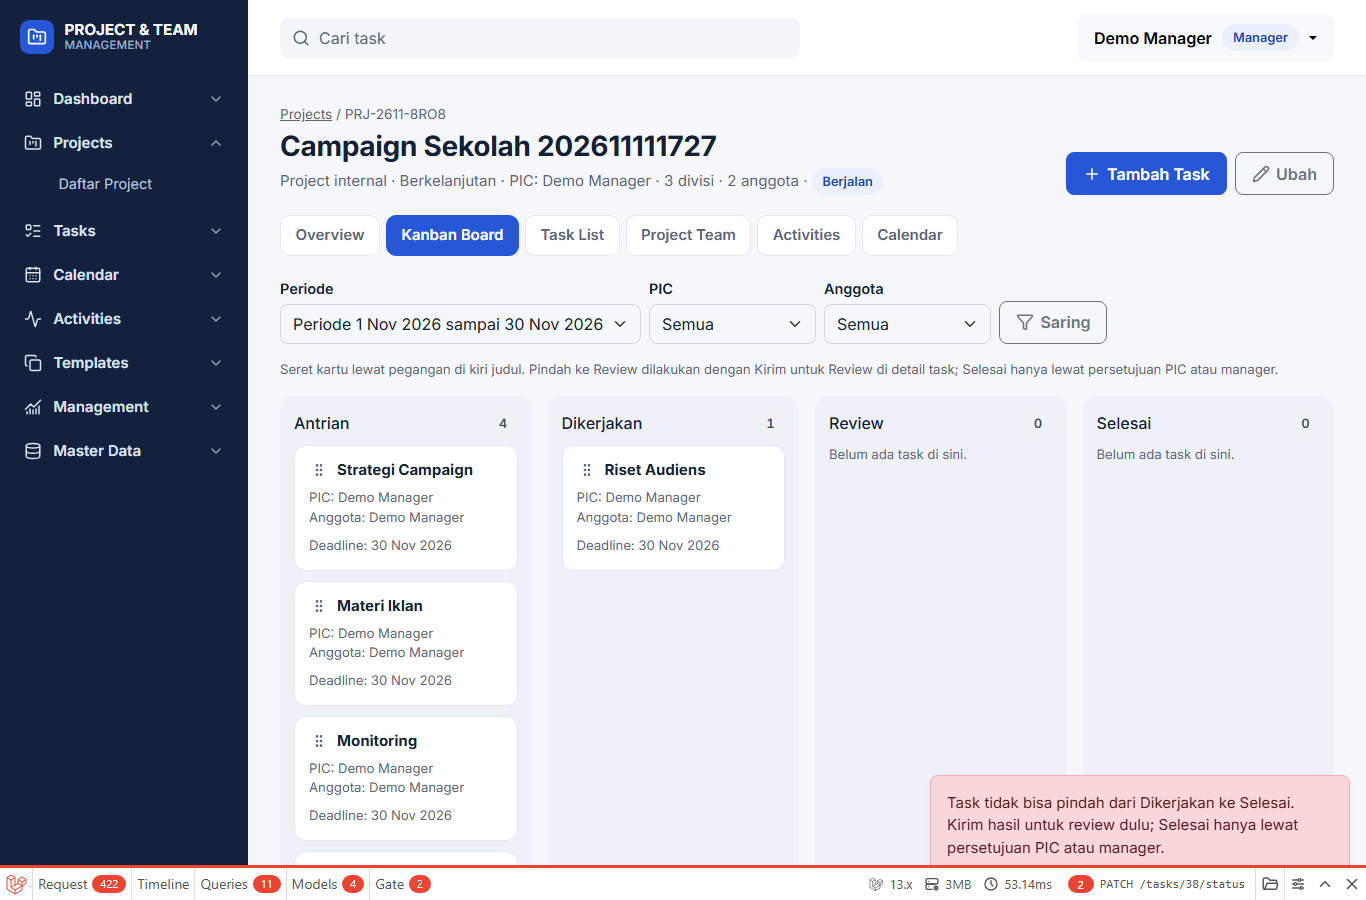 PROJECT & TEAM
MANAGEMENT
Cari task
Demo Manager Manager
Dashboard
Projects
Daftar Project
Tasks
Calendar
Activities
Templates
Management
Master Data
Projects / PRJ-2611-8RO8
Campaign Sekolah 202611111727
Project internal · Berkelanjutan · PIC: Demo Manager · 3 divisi · 2 anggota · Berjalan
Tambah Task
Ubah
Overview Kanban Board Task List Project Team Activities Calendar
Periode PIC Anggota
Periode 1 Nov 2026 sampai 30 Nov 2026 Semua Semua Saring
Seret kartu lewat pegangan di kiri judul. Pindah ke Review dilakukan dengan Kirim untuk Review di detail task; Selesai hanya lewat persetujuan PIC atau manager.
Antrian 4
Strategi Campaign
PIC: Demo Manager
Anggota: Demo Manager
Deadline: 30 Nov 2026
Materi Iklan
PIC: Demo Manager
Anggota: Demo Manager
Deadline: 30 Nov 2026
Monitoring
PIC: Demo Manager
Anggota: Demo Manager
Deadline: 30 Nov 2026
Dikerjakan 1
Riset Audiens
PIC: Demo Manager
Anggota: Demo Manager
Deadline: 30 Nov 2026
Review 0
Belum ada task di sini.
Selesai 0
Belum ada task di sini.
Task tidak bisa pindah dari Dikerjakan ke Selesai.
Kirim hasil untuk review dulu; Selesai hanya lewat
persetujuan PIC atau manager.
Request 422 Timeline Queries 11 Models 4 Gate 2 13.x 3MB 53.14ms 2 PATCH /tasks/38/status